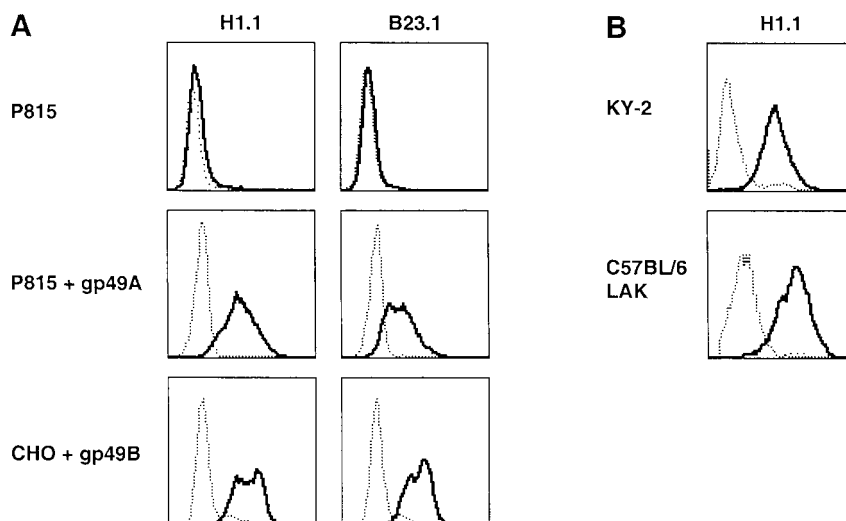 A
H1.1
B23.1
P815
P815 + gp49A
CHO + gp49B
B
H1.1
KY-2
C57BL/6
LAK